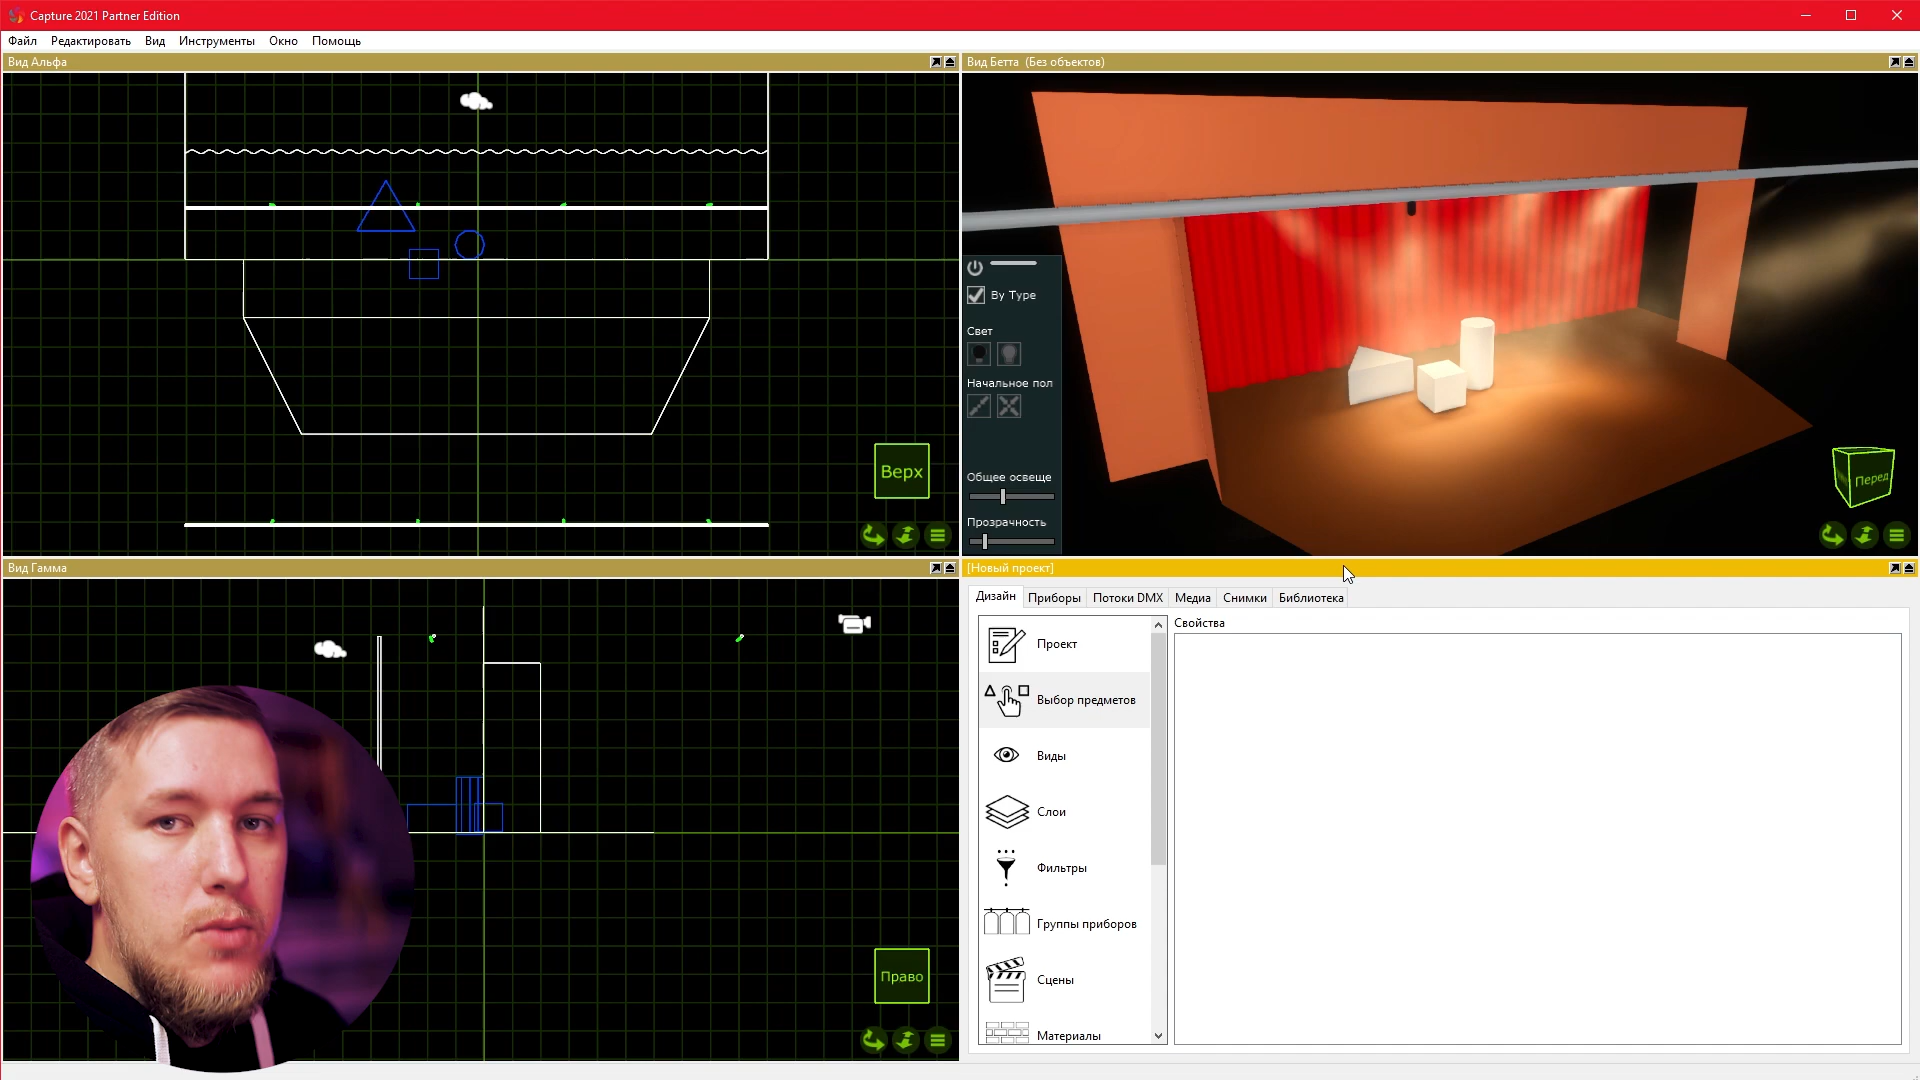 Capture 2021 Partner Edition
Файл Редактировать Вид Инструменты Окно Помощь
Вид Альфа
Верх
Вид Бетта (Без объектов)
By Type
Свет
Начальное пол
Общее освеще
Прозрачность
Перед
Вид Гамма
Право
[Новый проект]
Дизайн Приборы Потоки DMX Медиа Снимки Библиотека
Проект
Выбор предметов
Виды
Слои
Фильтры
Группы приборов
Сцены
Материалы
Свойства